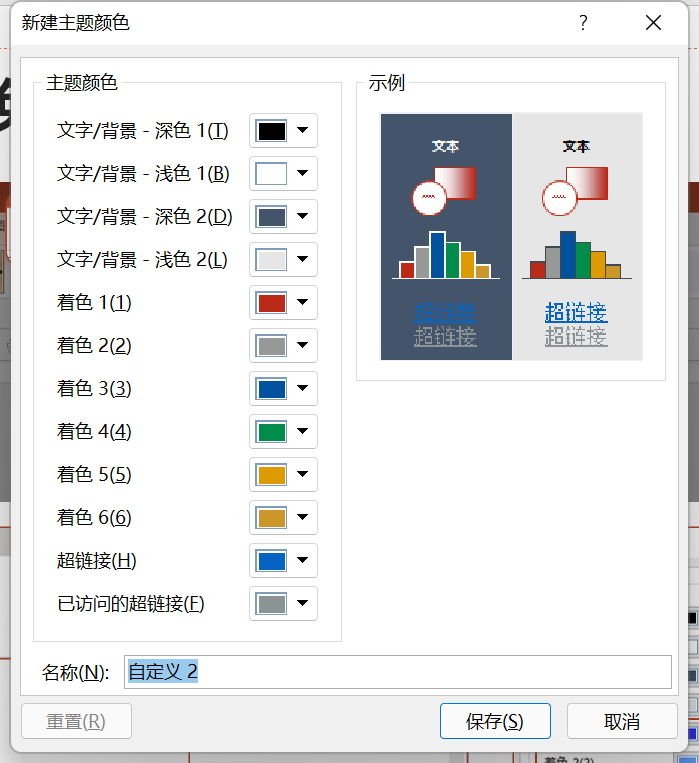 新建主题颜色
?
主题颜色
文字/背景 - 深色 1(T)
文字/背景 - 浅色 1(B)
文字/背景 - 深色 2(D)
文字/背景 - 浅色 2(L)
着色 1(1)
着色 2(2)
着色 3(3)
着色 4(4)
着色 5(5)
着色 6(6)
超链接(H)
已访问的超链接(F)
示例
文本
文本
超链接
超链接
超链接
超链接
名称(N):
自定义 2
重置(R)
保存(S)
取消
着色 2(2)